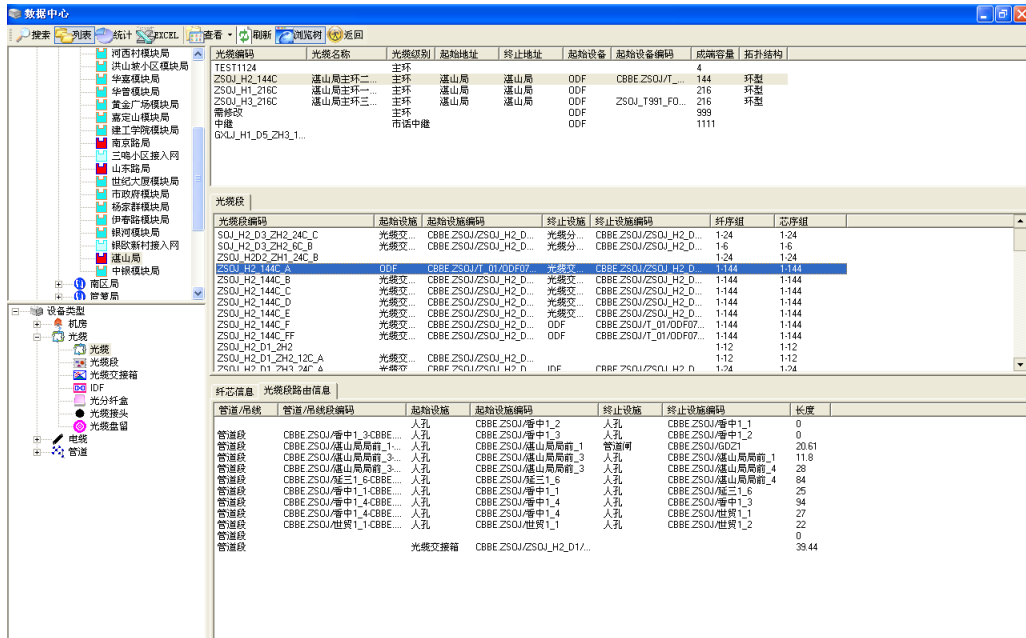 数据中心
搜索 列表 统计 EXCEL 查看 刷新 浏览树 返回
河西村模块局
洪山坡小区模块局
华嘉模块局
华普模块局
黄金广场模块局
嘉定山模块局
建工学院模块局
南京路局
三鸣小区接入网
山东路局
世纪大厦模块局
市政府模块局
杨家群模块局
伊春路模块局
银河模块局
银欧新村接入网
湛山局
中银模块局
南区局
设备类型
机房
光缆
光缆
光缆段
光缆交接箱
IDF
光分纤盒
光缆接头
光缆盘留
电缆
管道
光缆编码 光缆名称 光缆级别 起始地址 终止地址 起始设备 起始设备编码 成端容量 拓扑结构
TEST1124 主环 4
ZSOJ_H2_144C 湛山局主环二... 主环 湛山局 湛山局 ODF CBBE.ZSOJ/T_... 144 环型
ZSOJ_H1_216C 湛山局主环一... 主环 湛山局 湛山局 ODF 216 环型
ZSOJ_H3_216C 湛山局主环三... 主环 湛山局 湛山局 ODF ZSOJ_T991_FO... 216 环型
需修改 主环 ODF 999
中继 市话中继 ODF 1111
GXLJ_H1_D5_ZH3_1...
光缆段
光缆段编码 起始设施 起始设施编码 终止设施 终止设施编码 纤序组 芯序组
SOJ_H2_D3_ZH2_24C_C 光缆交... CBBE.ZSOJ/ZSOJ_H2_D... 光缆分... CBBE.ZSOJ/ZSOJ_H2_D... 1-24 1-24
SOJ_H2_D3_ZH2_6C_B 光缆交... CBBE.ZSOJ/ZSOJ_H2_D... 光缆分... CBBE.ZSOJ/ZSOJ_H2_D... 1-6 1-6
ZSOJ_H2D2_ZH1_24C_B 1-24 1-24
ZSOJ_H2_144C_A ODF CBBE.ZSOJ/T_01/ODF07... 光缆交... CBBE.ZSOJ/ZSOJ_H2_D... 1-144 1-144
ZSOJ_H2_144C_B 光缆交... CBBE.ZSOJ/ZSOJ_H2_D... 光缆交... CBBE.ZSOJ/ZSOJ_H2_D... 1-144 1-144
ZSOJ_H2_144C_C 光缆交... CBBE.ZSOJ/ZSOJ_H2_D... 光缆交... CBBE.ZSOJ/ZSOJ_H2_D... 1-144 1-144
ZSOJ_H2_144C_D 光缆交... CBBE.ZSOJ/ZSOJ_H2_D... 光缆交... CBBE.ZSOJ/ZSOJ_H2_D... 1-144 1-144
ZSOJ_H2_144C_E 光缆交... CBBE.ZSOJ/ZSOJ_H2_D... 光缆交... CBBE.ZSOJ/ZSOJ_H2_D... 1-144 1-144
ZSOJ_H2_144C_F 光缆交... CBBE.ZSOJ/ZSOJ_H2_D... ODF CBBE.ZSOJ/T_01/ODF07... 1-144 1-144
ZSOJ_H2_144C_FF 光缆交... CBBE.ZSOJ/ZSOJ_H2_D... ODF CBBE.ZSOJ/T_01/ODF07... 1-144 1-144
ZSOJ_H2_D1_2H2 1-12 1-12
ZSOJ_H2_D1_ZH2_12C_A 光缆交... CBBE.ZSOJ/ZSOJ_H2_D... 1-12 1-12
ZSOJ_H2_D1_ZH3_24C_A 光缆交... CBBE.ZSOJ/ZSOJ_H2_D... IDF CBBE.ZSOJ/ZSOJ_H2_D... 1-24 1-24
纤芯信息 光缆段路由信息
管道/吊线 管道/吊线段编码 起始设施 起始设施编码 终止设施 终止设施编码 长度
人孔 CBBE.ZSOJ/香中1_2 人孔 CBBE.ZSOJ/香中1_1 0
管道段 CBBE.ZSOJ/香中1_3-CBBE.... 人孔 CBBE.ZSOJ/香中1_3 人孔 CBBE.ZSOJ/香中1_2 0
管道段 CBBE.ZSOJ/湛山局局前_1-... 人孔 CBBE.ZSOJ/湛山局局前_1 管道间 CBBE.ZSOJ/GDZ1 20.61
管道段 CBBE.ZSOJ/湛山局局前_3-... 人孔 CBBE.ZSOJ/湛山局局前_3 人孔 CBBE.ZSOJ/湛山局局前_1 11.8
管道段 CBBE.ZSOJ/湛山局局前_3-... 人孔 CBBE.ZSOJ/湛山局局前_3 人孔 CBBE.ZSOJ/湛山局局前_4 28
管道段 CBBE.ZSOJ/延三1_6-CBBE.... 人孔 CBBE.ZSOJ/延三1_6 人孔 CBBE.ZSOJ/湛山局局前_4 84
管道段 CBBE.ZSOJ/香中1_1-CBBE.... 人孔 CBBE.ZSOJ/香中1_1 人孔 CBBE.ZSOJ/延三1_6 25
管道段 CBBE.ZSOJ/香中1_4-CBBE.... 人孔 CBBE.ZSOJ/香中1_4 人孔 CBBE.ZSOJ/香中1_3 94
管道段 CBBE.ZSOJ/香中1_4-CBBE.... 人孔 CBBE.ZSOJ/香中1_4 人孔 CBBE.ZSOJ/世贸1_1 27
管道段 CBBE.ZSOJ/世贸1_1-CBBE.... 人孔 CBBE.ZSOJ/世贸1_1 人孔 CBBE.ZSOJ/世贸1_2 22
管道段 0
管道段 光缆交接箱 CBBE.ZSOJ/ZSOJ_H2_D1/... 39.44